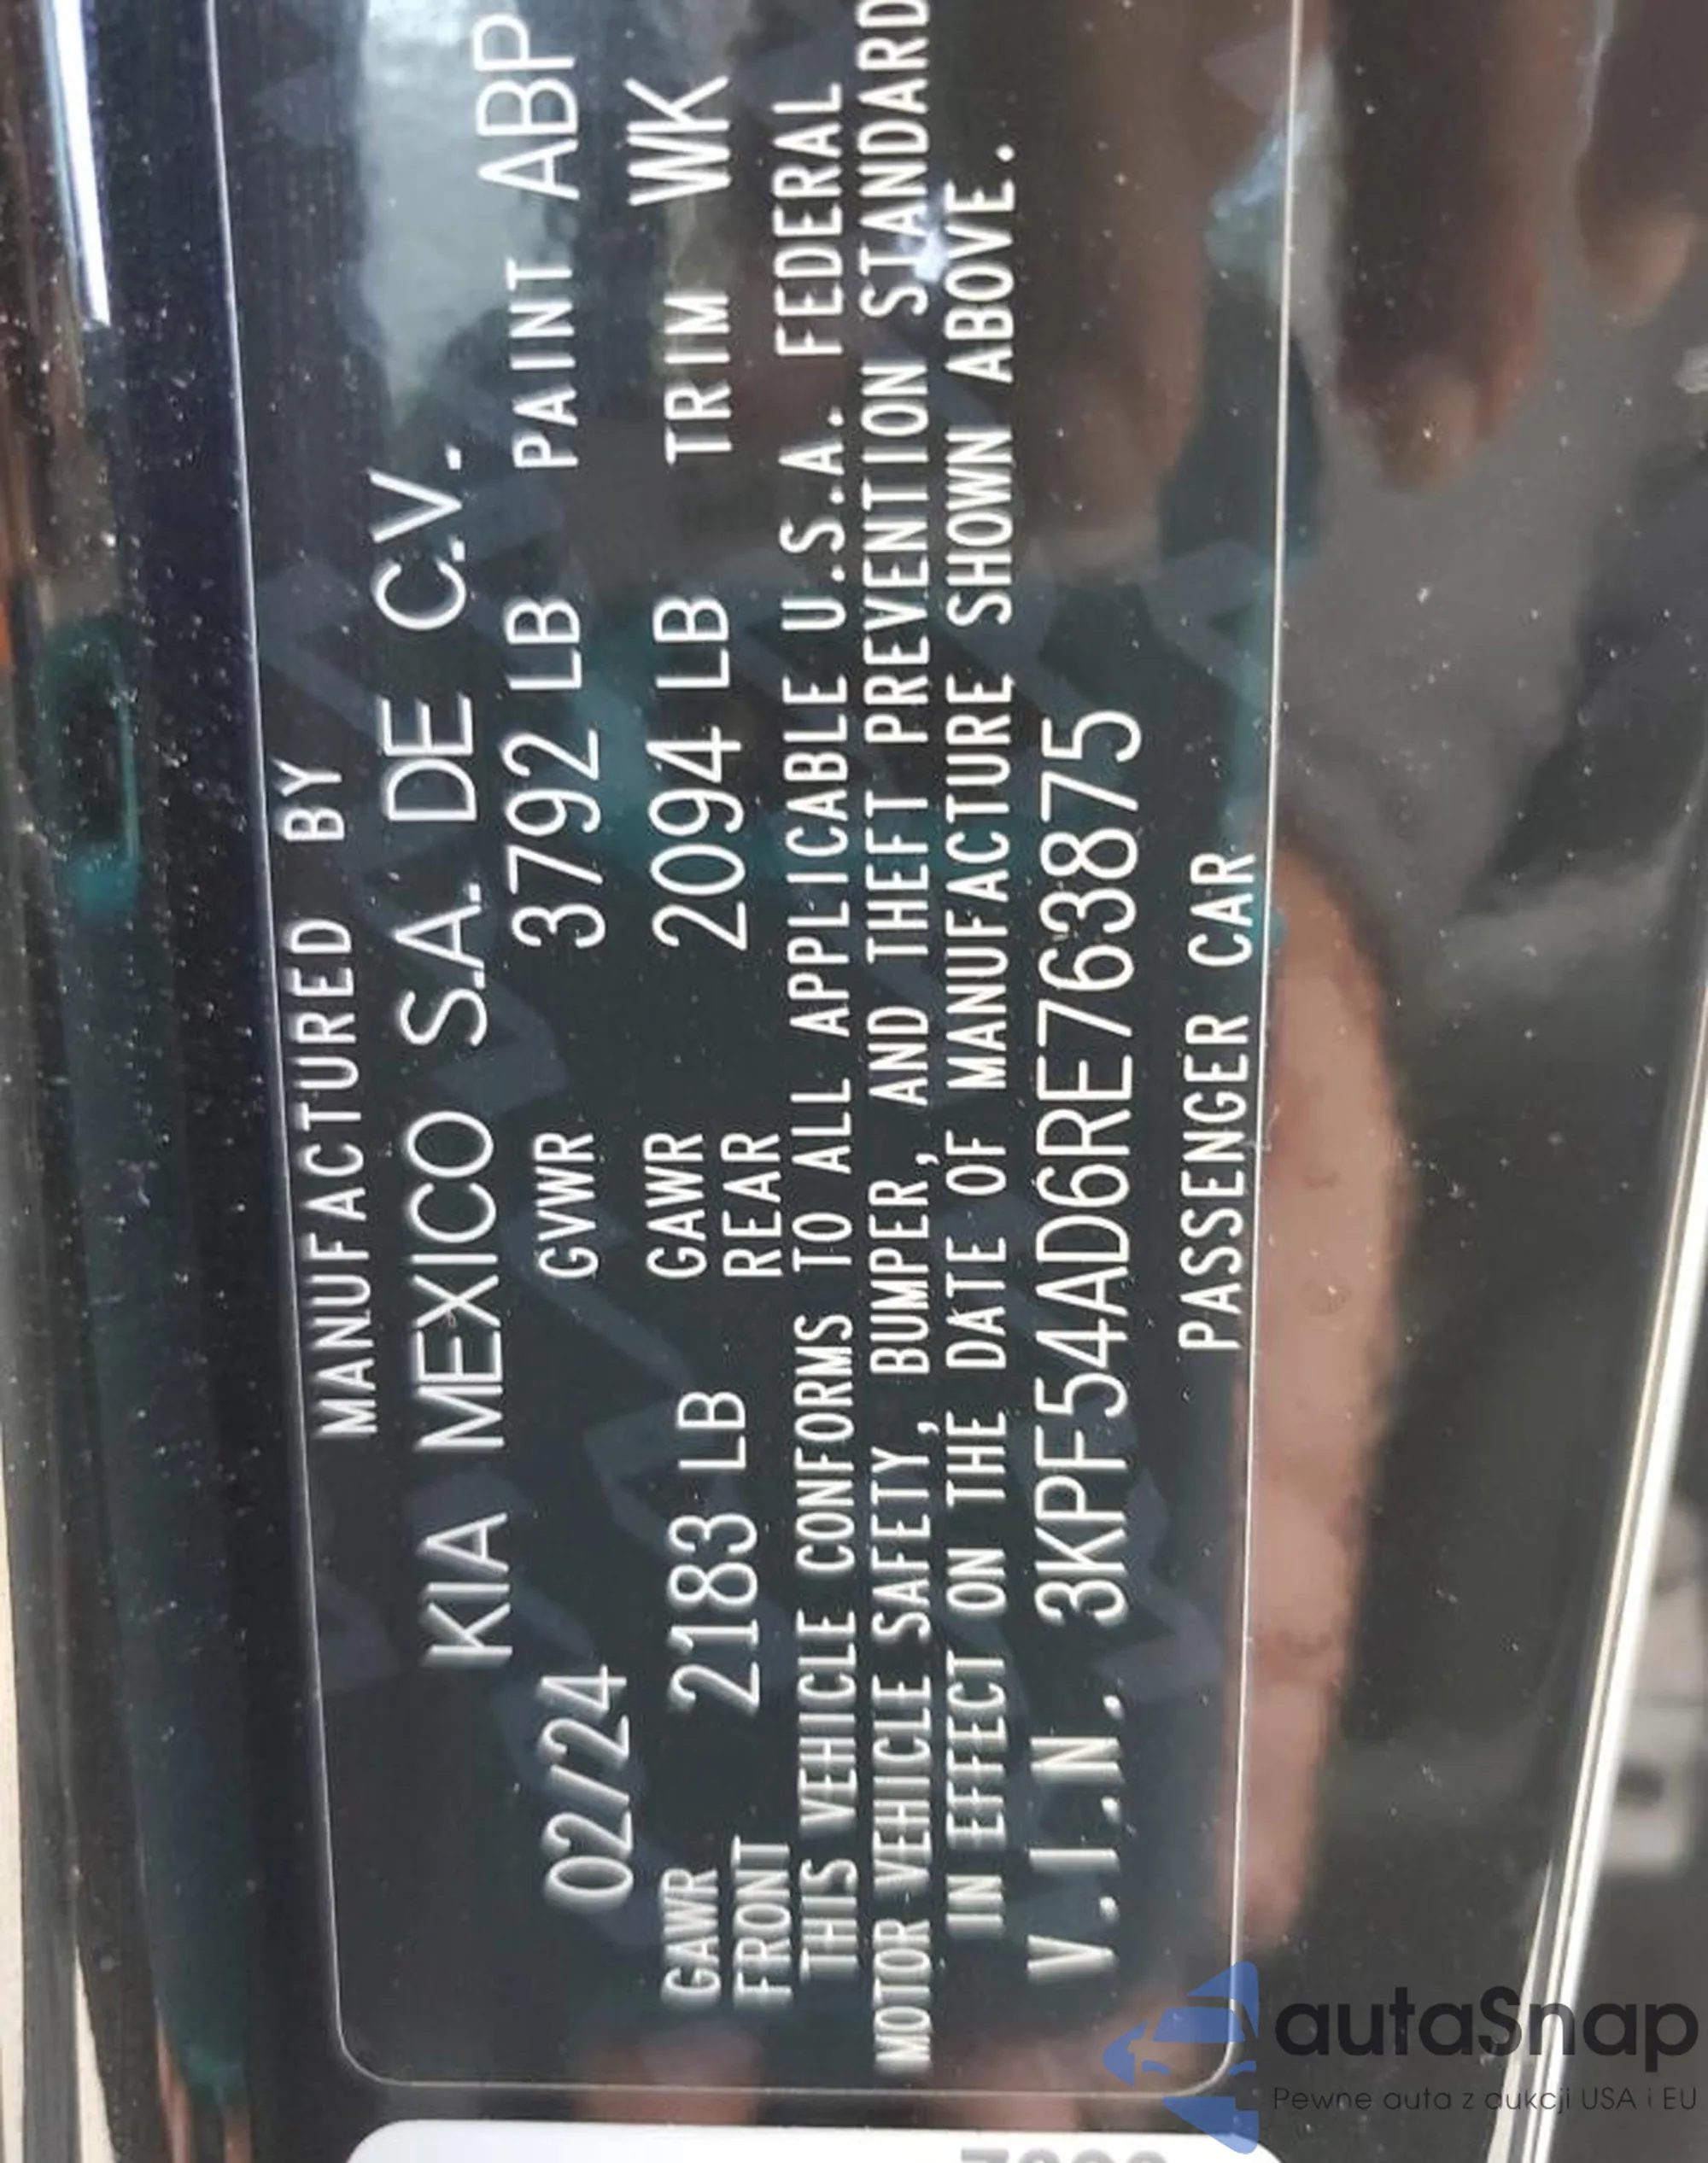 MANUFACTURED BY
KIA MEXICO S.A. DE C.V.
02/24 GVWR 3792 LB PAINT ABP
GAWR FRONT 2183 LB GAWR REAR 2094 LB TRIM WK
THIS VEHICLE CONFORMS TO ALL APPLICABLE U.S.A. FEDERAL
MOTOR VEHICLE SAFETY, BUMPER, AND THEFT PREVENTION STANDARD
IN EFFECT ON THE DATE OF MANUFACTURE SHOWN ABOVE.
V.I.N. 3KPF54AD6RE763875
PASSENGER CAR
autaSnap
Pewne auta z aukcji USA i EU